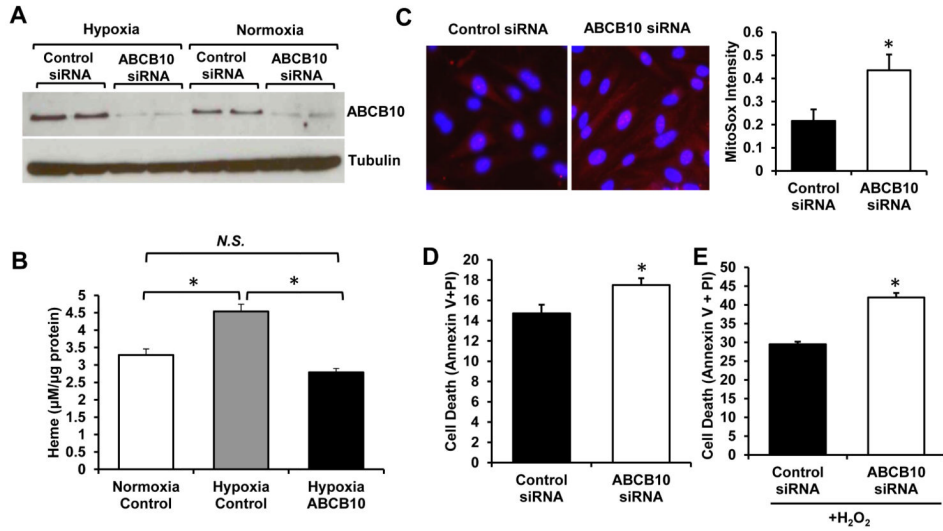 A
Hypoxia
Normoxia
Control siRNA
ABCB10 siRNA
Control siRNA
ABCB10 siRNA
ABCB10
Tubulin
B
N.S.
*
*
Heme (µM/µg protein)
5
4.5
4
3.5
3
2.5
2
1.5
1
0.5
0
Normoxia Control
Hypoxia Control
Hypoxia ABCB10
C
Control siRNA
ABCB10 siRNA
MitoSox Intensity
0.6
0.5
0.4
0.3
0.2
0.1
0
*
Control siRNA
ABCB10 siRNA
D
Cell Death (Annexin V+PI)
20
18
16
14
12
10
8
6
4
2
0
*
Control siRNA
ABCB10 siRNA
E
Cell Death (Annexin V + PI)
50
45
40
35
30
25
20
15
10
5
0
*
Control siRNA
ABCB10 siRNA
+H₂O₂